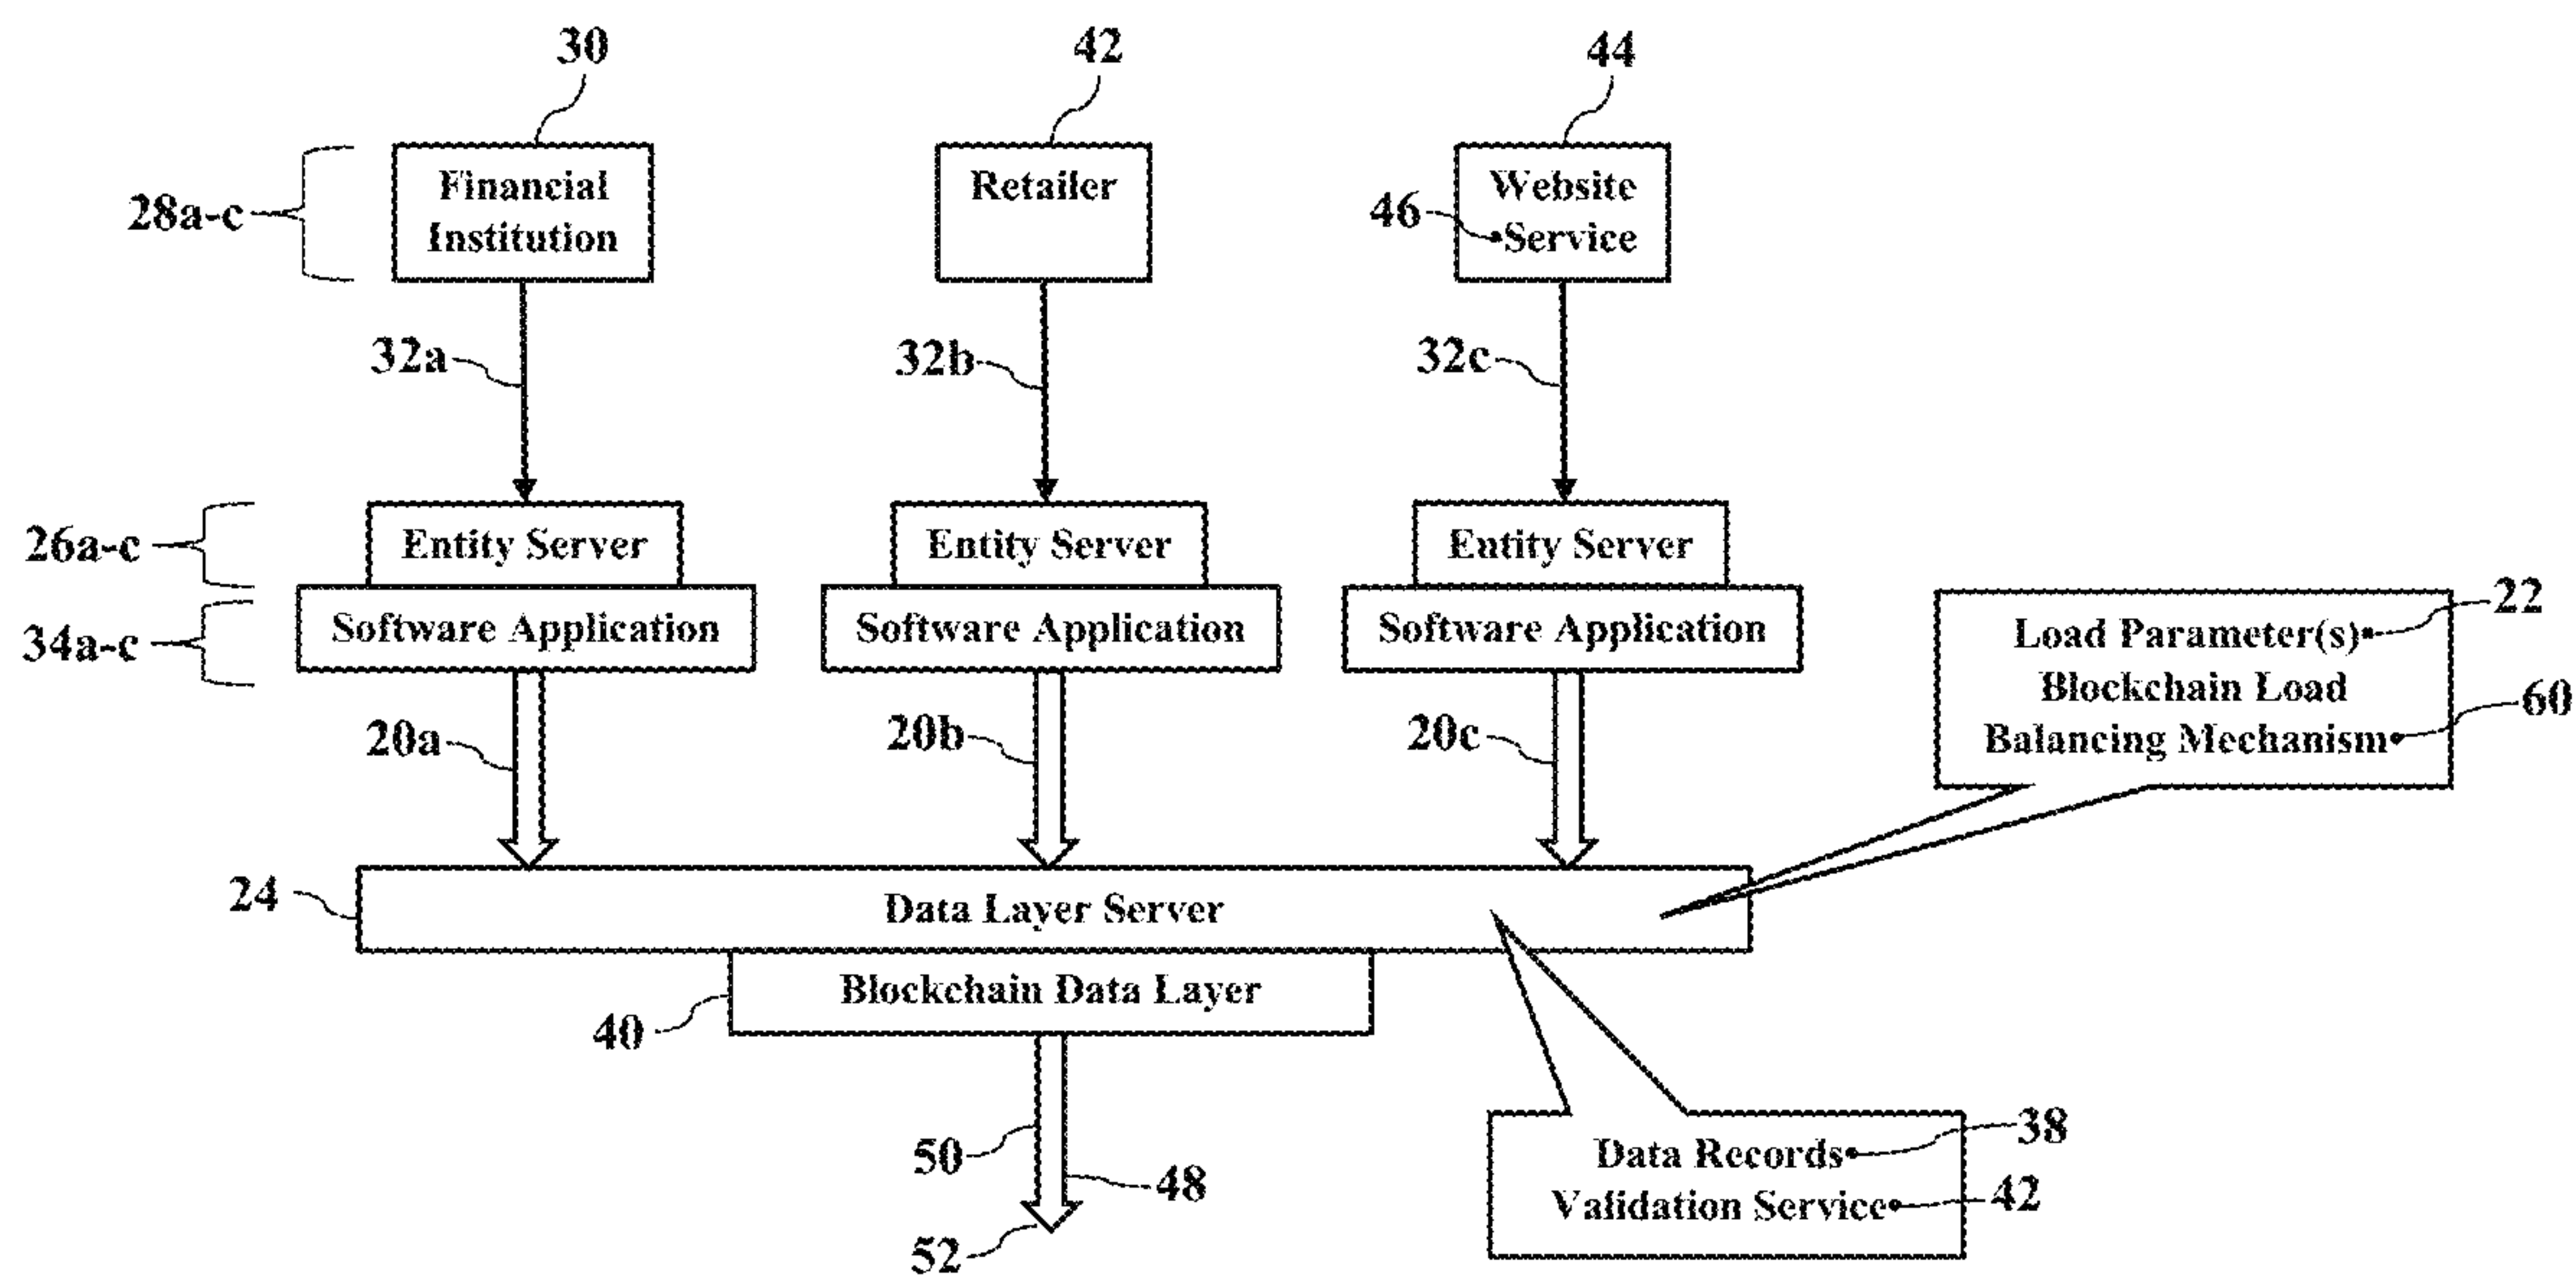 30
42
44
28a-c
Financial
Institution
Retailer
Website
46
Service
32a
32b
32c
26a-c
Entity Server
Entity Server
Entity Server
34a-c
Software Application
Software Application
Software Application
Load Parameter(s)
22
Blockchain Load
Balancing Mechanism
60
20a
20b
20c
24
Data Layer Server
Blockchain Data Layer
40
50
48
52
Data Records
38
Validation Service
42